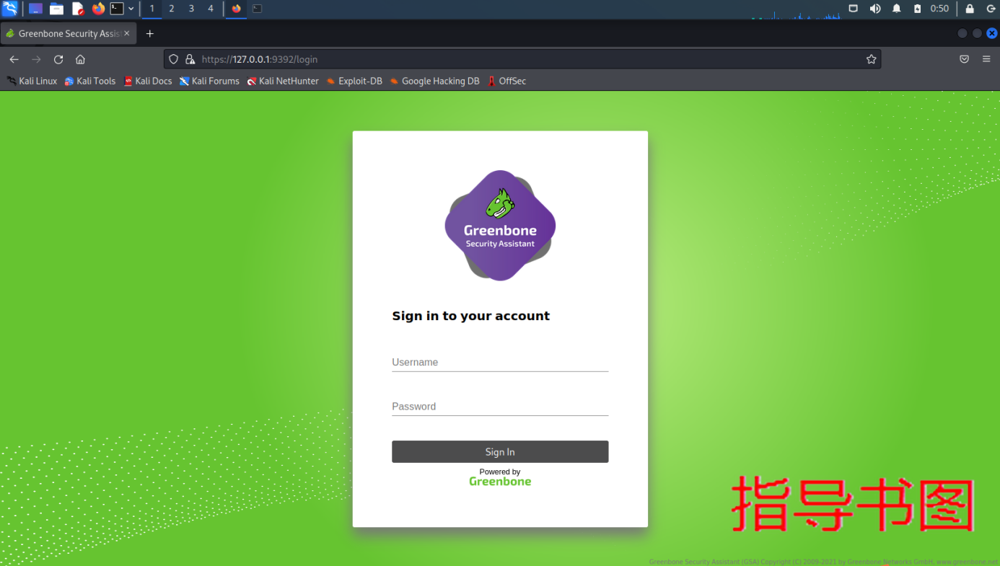 1 2 3 4 0:50
Greenbone Security Assist
https://127.0.0.1:9392/login
Kali Linux Kali Tools Kali Docs Kali Forums Kali NetHunter Exploit-DB Google Hacking DB OffSec
Greenbone
Security Assistant
Sign in to your account
Username
Password
Sign In
Powered by
Greenbone
指导书图
Greenbone Security Assistant (GSA) Copyright (C) 2009-2021 by Greenbone Networks GmbH, www.greenbone.net